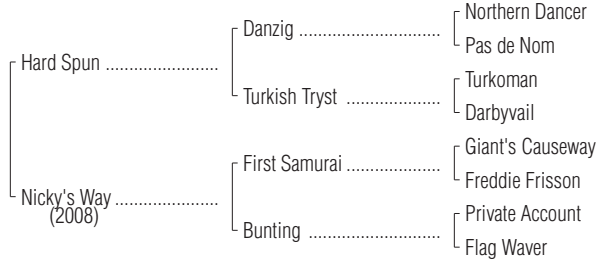 Northern Dancer
Danzig ..............................
Pas de Nom
Hard Spun ........................
Turkoman
Turkish Tryst ....................
Darbyvail
Giant's Causeway
First Samurai ....................
Freddie Frisson
Nicky's Way ......................
(2008)
Private Account
Bunting ............................
Flag Waver